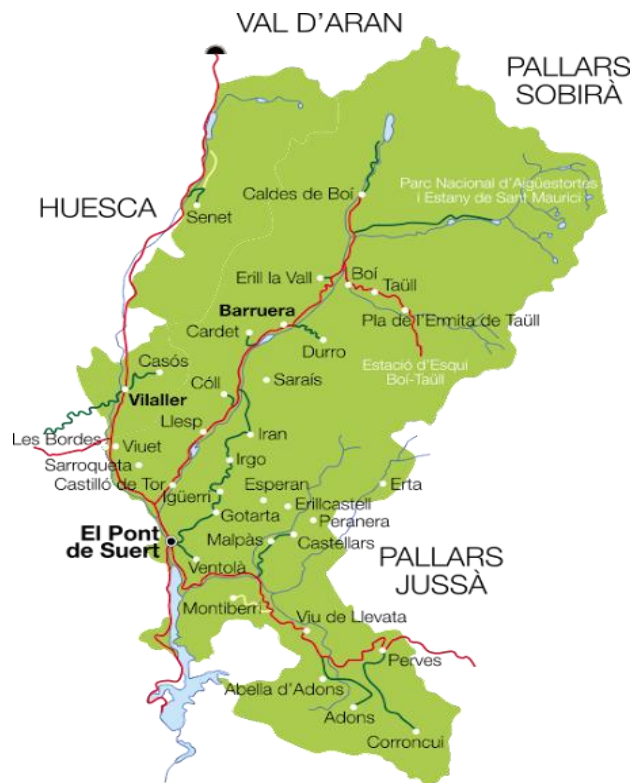 VAL D'ARAN
PALLARS
SOBIRÀ
HUESCA
Senet
Caldes de Boí
Parc Nacional d'Aigüestortes
i Estany de Sant Maurici
Erill la Vall
Boí
Taüll
Barruera
Cardet
Pla de l'Ermita de Taüll
Durro
Estació d'Esquí
Boí-Taüll
Casós
Cóll
Saraís
Vilaller
Llesp
Les Bordes
Viuet
Iran
Sarroqueta
Irgo
Castilló de Tor
Igüerri
Esperan
Erta
Erillcastell
Gotarta
Peranera
El Pont
de Suert
Malpàs
Castellars
Ventolà
PALLARS
JUSSÀ
Montiberri
Viu de Llevata
Perves
Abella d'Adons
Adons
Corroncui